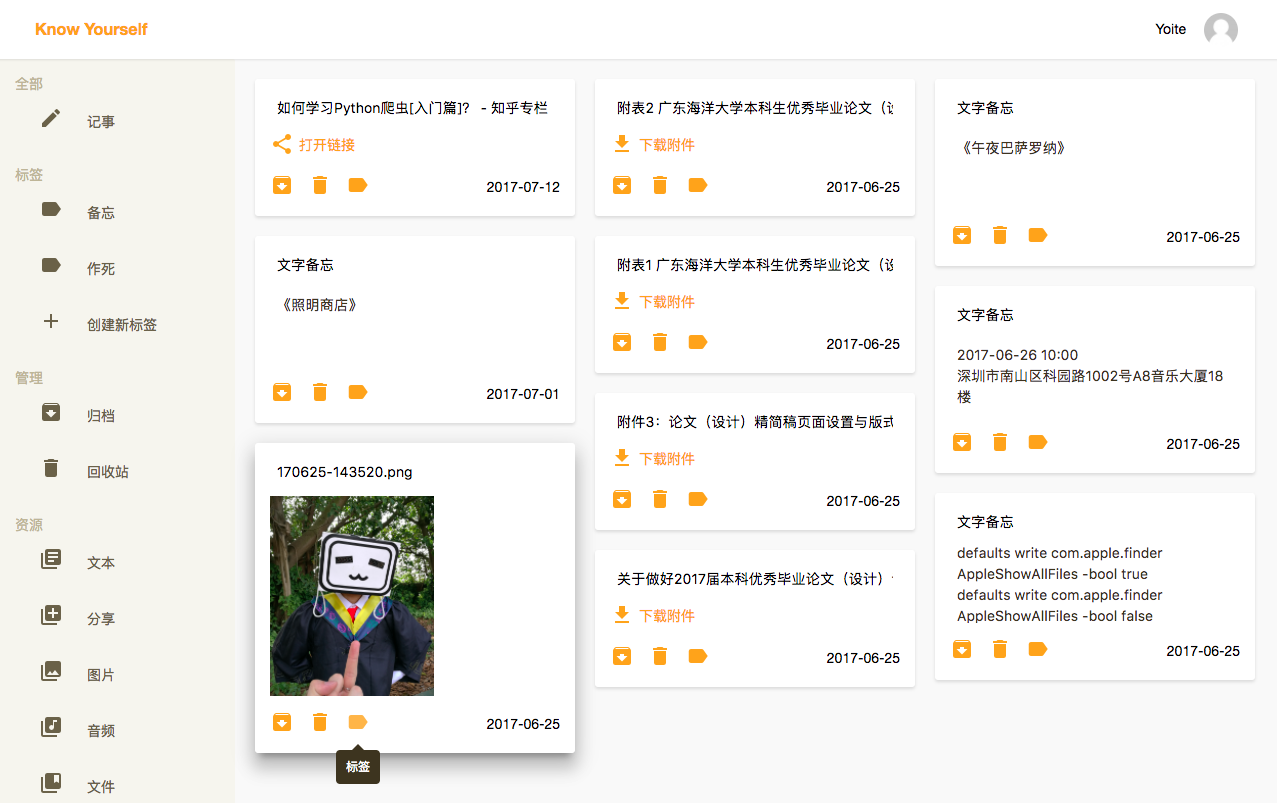 Know Yourself
Yoite
全部
记事
标签
备忘
作死
创建新标签
管理
归档
回收站
资源
文本
分享
图片
音频
文件
如何学习Python爬虫[入门篇]? - 知乎专栏
打开链接
2017-07-12
文字备忘
《照明商店》
2017-07-01
170625-143520.png
2017-06-25
标签
附表2 广东海洋大学本科生优秀毕业论文（设
下载附件
2017-06-25
附表1 广东海洋大学本科生优秀毕业论文（设
下载附件
2017-06-25
附件3：论文（设计）精简稿页面设置与版式
下载附件
2017-06-25
关于做好2017届本科优秀毕业论文（设计）
下载附件
2017-06-25
文字备忘
《午夜巴萨罗纳》
2017-06-25
文字备忘
2017-06-26 10:00
深圳市南山区科园路1002号A8音乐大厦18
楼
2017-06-25
文字备忘
defaults write com.apple.finder
AppleShowAllFiles -bool true
defaults write com.apple.finder
AppleShowAllFiles -bool false
2017-06-25